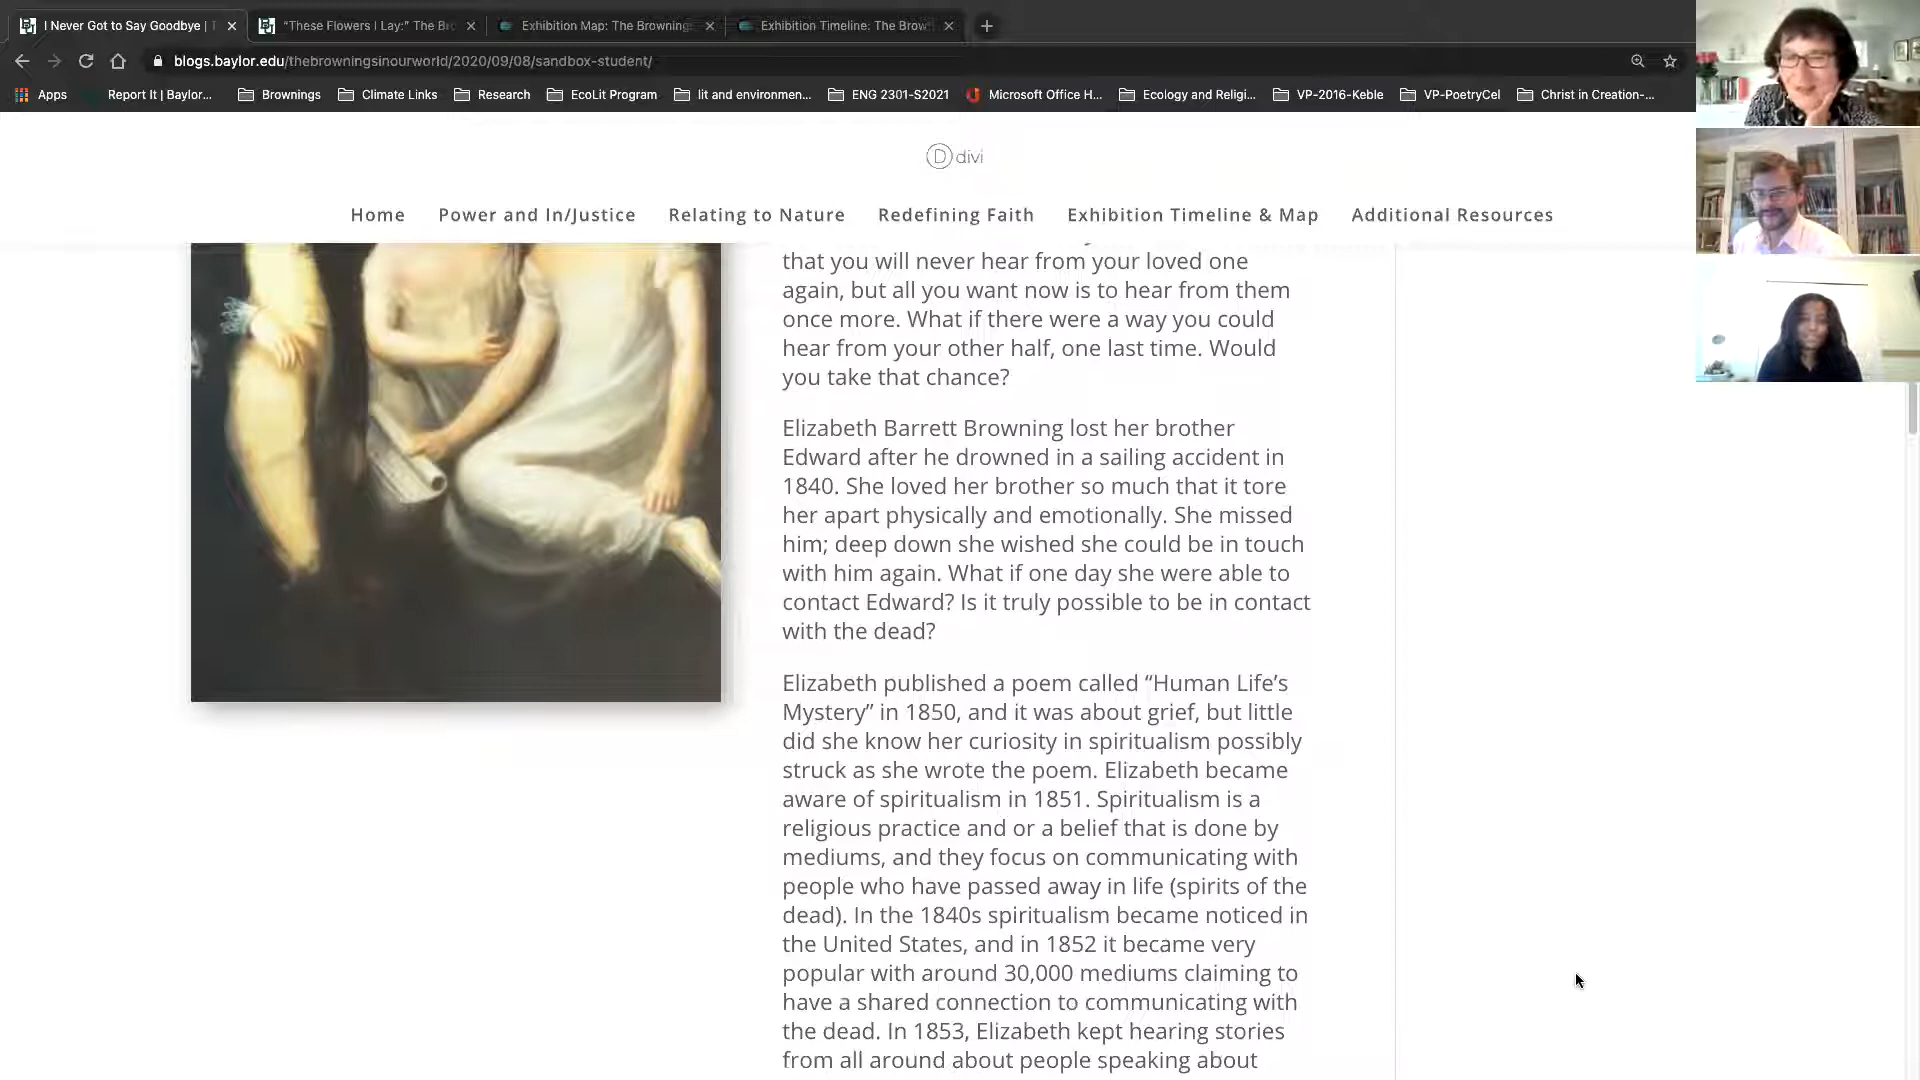 I Never Got to Say Goodbye | T
"These Flowers I Lay:" The Bro
Exhibition Map: The Browning
Exhibition Timeline: The Brow
blogs.baylor.edu/thebrowningsinourworld/2020/09/08/sandbox-student/
Apps
Report It | Baylor...
Brownings
Climate Links
Research
EcoLit Program
lit and environmen...
ENG 2301-S2021
Microsoft Office H...
Ecology and Religi...
VP-2016-Keble
VP-PoetryCel
Christ in Creation-...
D divi
Home
Power and In/Justice
Relating to Nature
Redefining Faith
Exhibition Timeline & Map
Additional Resources
that you will never hear from your loved one
again, but all you want now is to hear from them
once more. What if there were a way you could
hear from your other half, one last time. Would
you take that chance?
Elizabeth Barrett Browning lost her brother
Edward after he drowned in a sailing accident in
1840. She loved her brother so much that it tore
her apart physically and emotionally. She missed
him; deep down she wished she could be in touch
with him again. What if one day she were able to
contact Edward? Is it truly possible to be in contact
with the dead?
Elizabeth published a poem called “Human Life’s
Mystery” in 1850, and it was about grief, but little
did she know her curiosity in spiritualism possibly
struck as she wrote the poem. Elizabeth became
aware of spiritualism in 1851. Spiritualism is a
religious practice and or a belief that is done by
mediums, and they focus on communicating with
people who have passed away in life (spirits of the
dead). In the 1840s spiritualism became noticed in
the United States, and in 1852 it became very
popular with around 30,000 mediums claiming to
have a shared connection to communicating with
the dead. In 1853, Elizabeth kept hearing stories
from all around about people speaking about